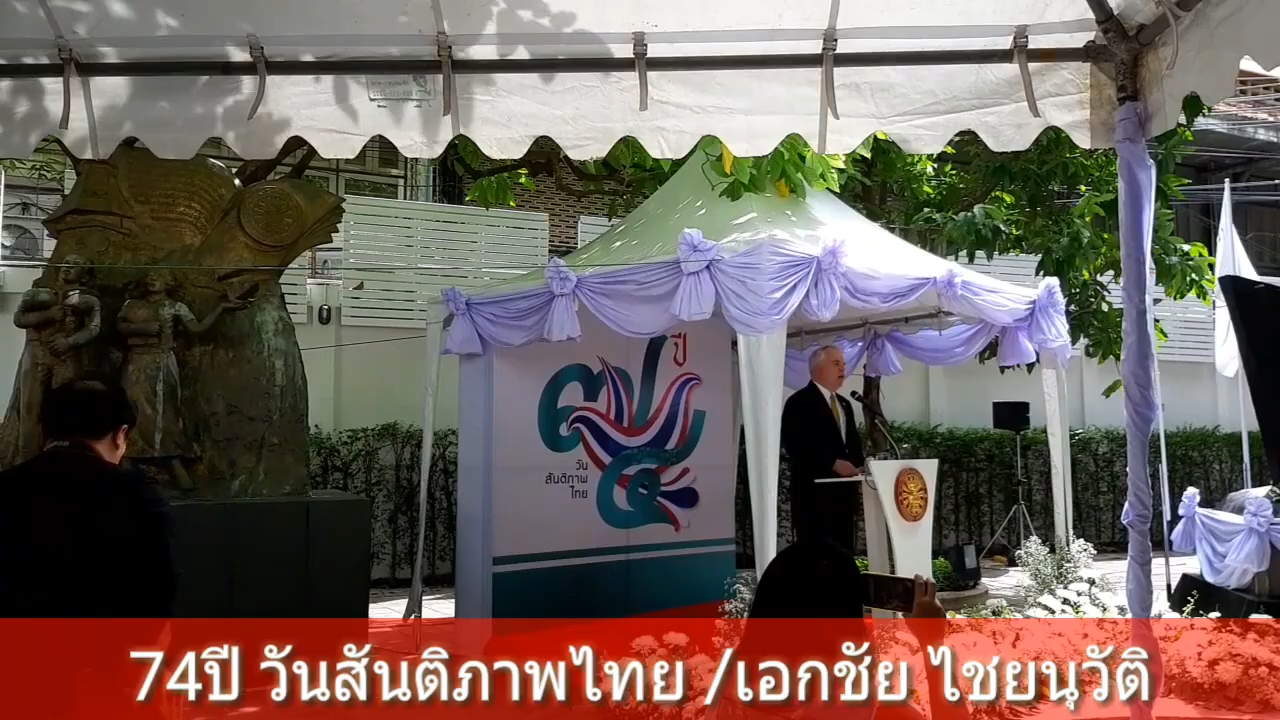 ๗๔
ปี
วัน
สันติภาพ
ไทย
74ปี วันสันติภาพไทย /เอกชัย ไชยนุวัติ